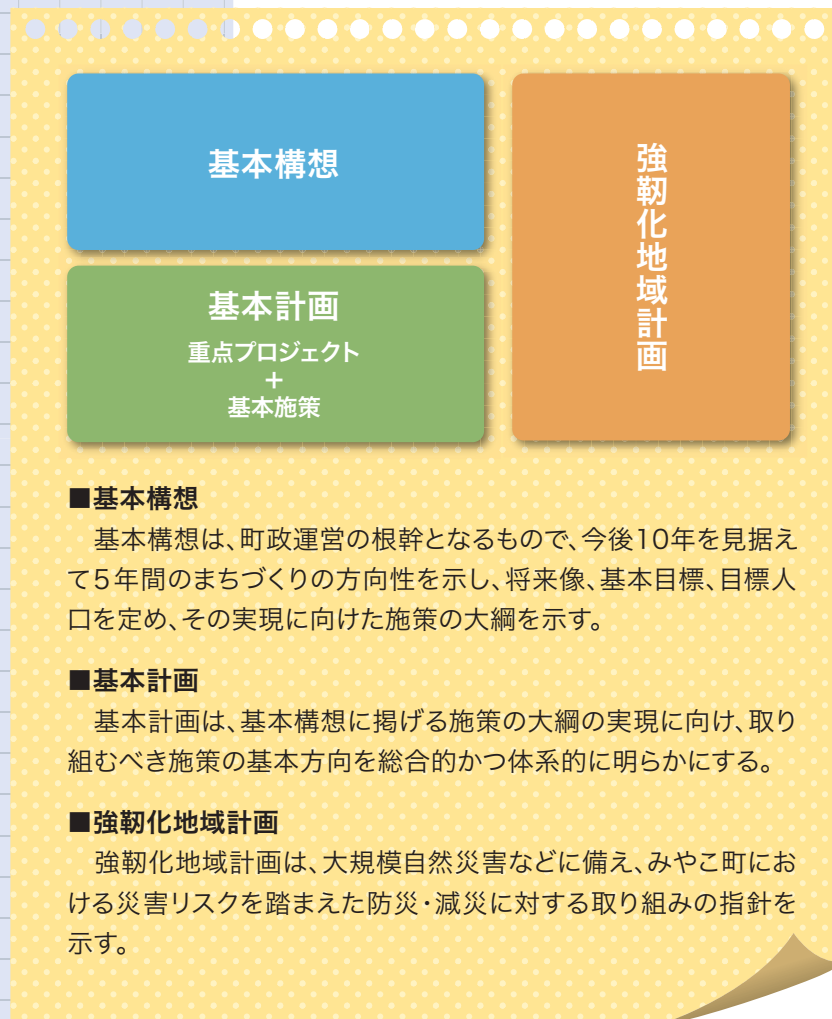 基本構想
基本計画
重点プロジェクト
＋
基本施策
強靭化地域計画
■基本構想
　基本構想は、町政運営の根幹となるもので、今後10年を見据え
て5年間のまちづくりの方向性を示し、将来像、基本目標、目標人
口を定め、その実現に向けた施策の大綱を示す。
■基本計画
　基本計画は、基本構想に掲げる施策の大綱の実現に向け、取り
組むべき施策の基本方向を総合的かつ体系的に明らかにする。
■強靭化地域計画
　強靭化地域計画は、大規模自然災害などに備え、みやこ町にお
ける災害リスクを踏まえた防災・減災に対する取り組みの指針を
示す。